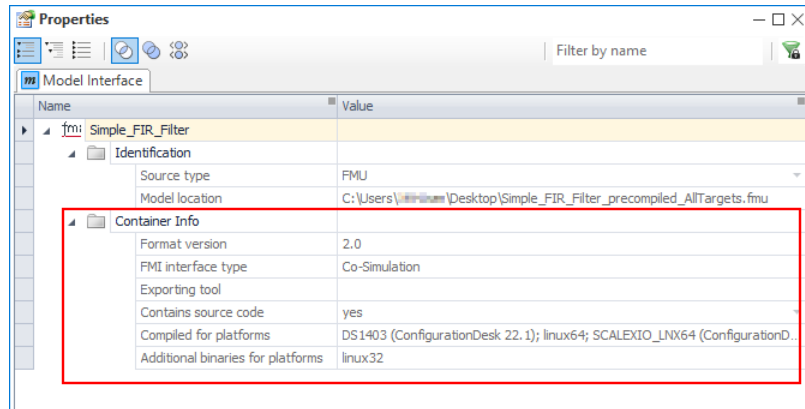 Properties
Filter by name
m Model Interface
Name Value
fmi Simple_FIR_Filter
Identification
Source type FMU
Model location C:\Users\ \Desktop\Simple_FIR_Filter_precompiled_AllTargets.fmu
Container Info
Format version 2.0
FMI interface type Co-Simulation
Exporting tool
Contains source code yes
Compiled for platforms DS1403 (ConfigurationDesk 22.1); linux64; SCALEXIO_LNX64 (ConfigurationD...
Additional binaries for platforms linux32